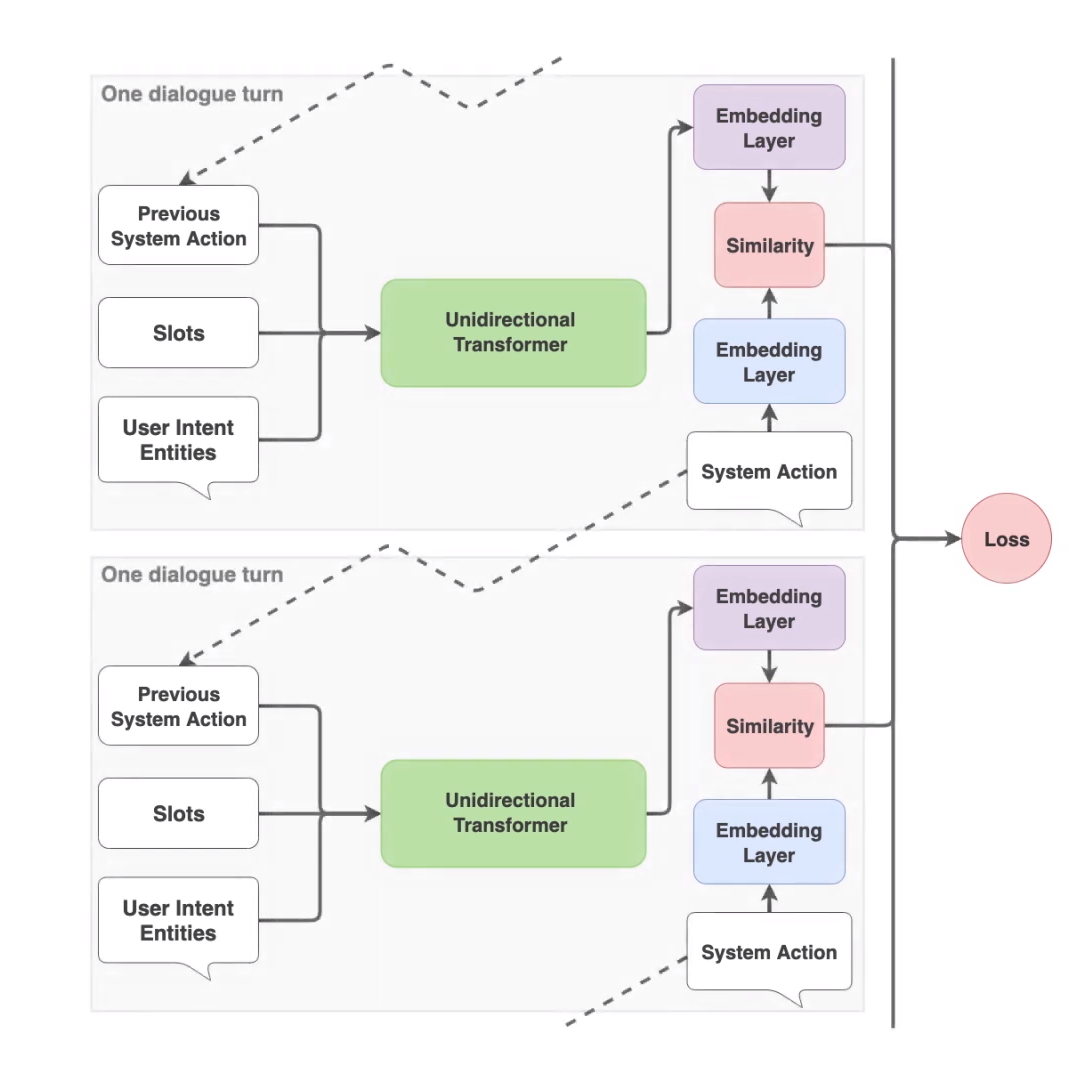 One dialogue turn
Embedding
Layer
Previous
System Action
Similarity
Slots
Unidirectional
Transformer
Embedding
Layer
User Intent
Entities
System Action
Loss
One dialogue turn
Embedding
Layer
Previous
System Action
Similarity
Slots
Unidirectional
Transformer
Embedding
Layer
User Intent
Entities
System Action